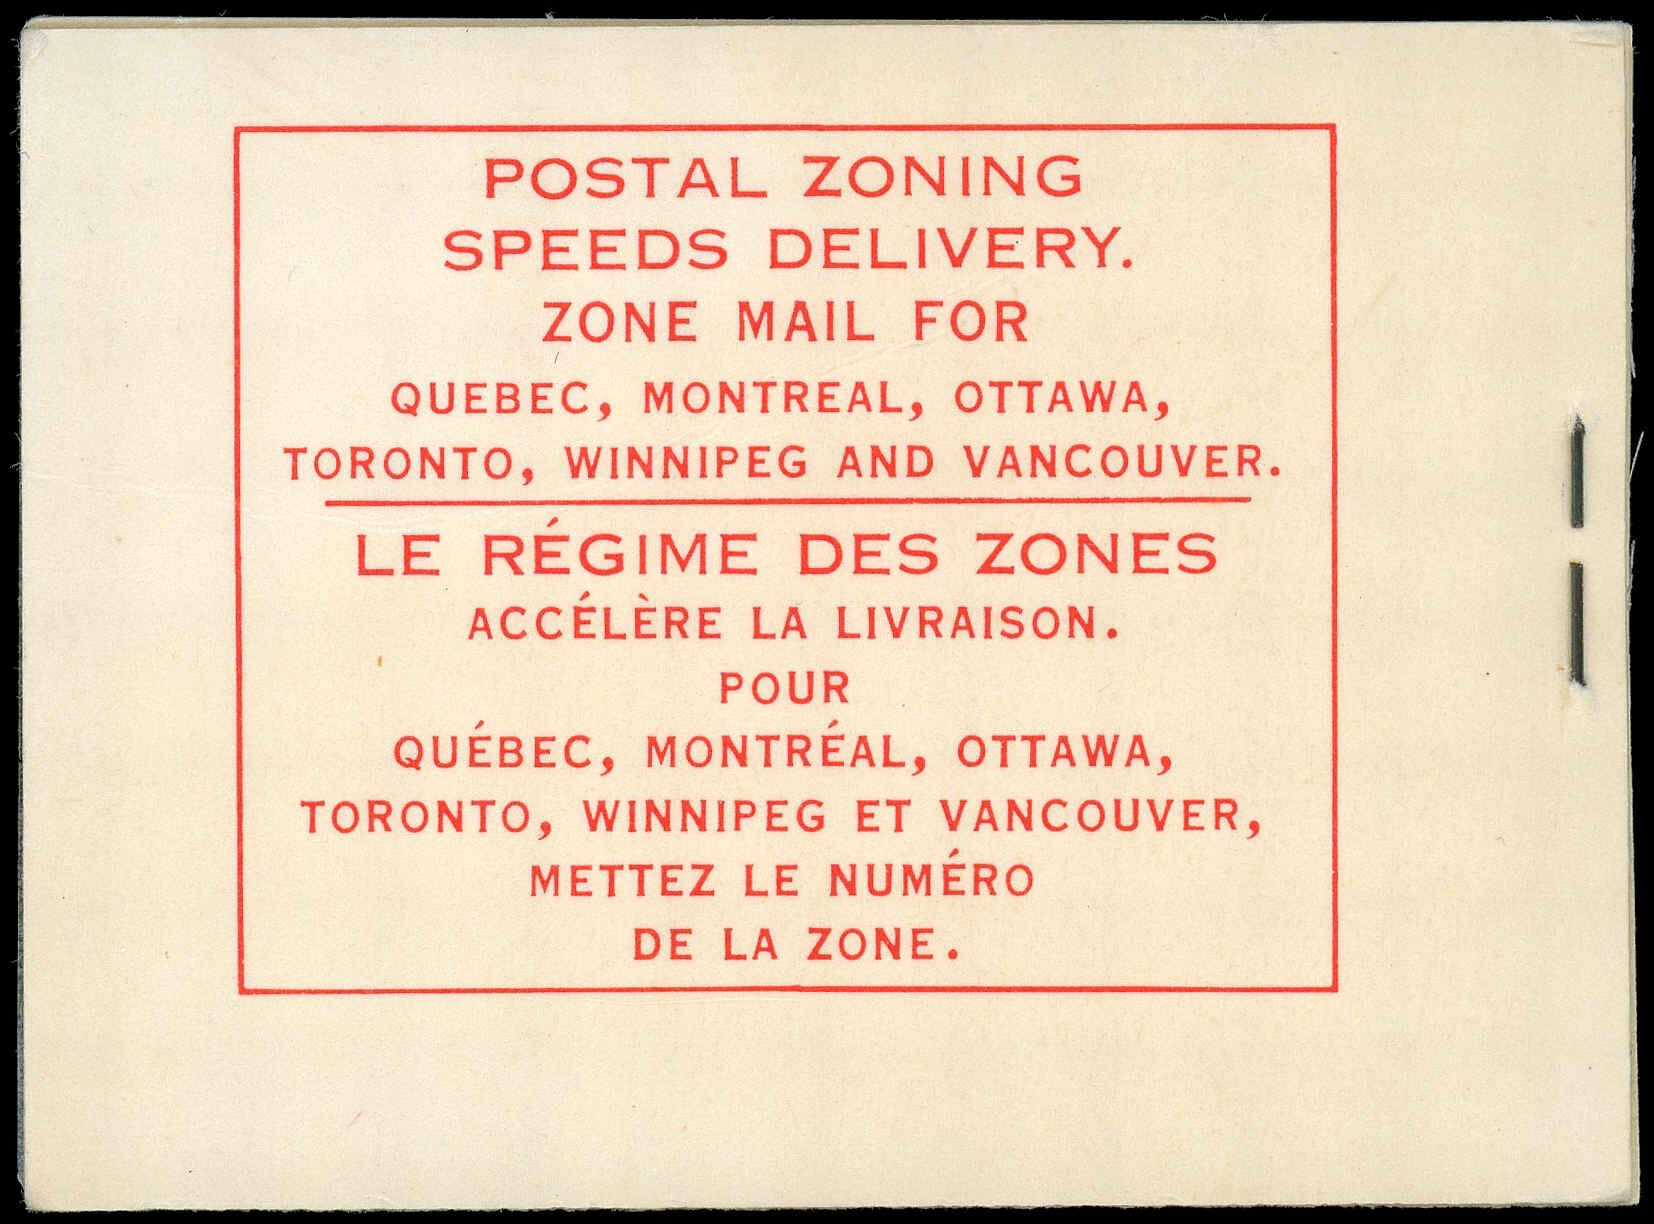 POSTAL ZONING
SPEEDS DELIVERY.
ZONE MAIL FOR
QUEBEC, MONTREAL, OTTAWA,
TORONTO, WINNIPEG AND VANCOUVER.
LE RÉGIME DES ZONES
ACCÉLÈRE LA LIVRAISON.
POUR
QUÉBEC, MONTRÉAL, OTTAWA,
TORONTO, WINNIPEG ET VANCOUVER,
METTEZ LE NUMÉRO
DE LA ZONE.